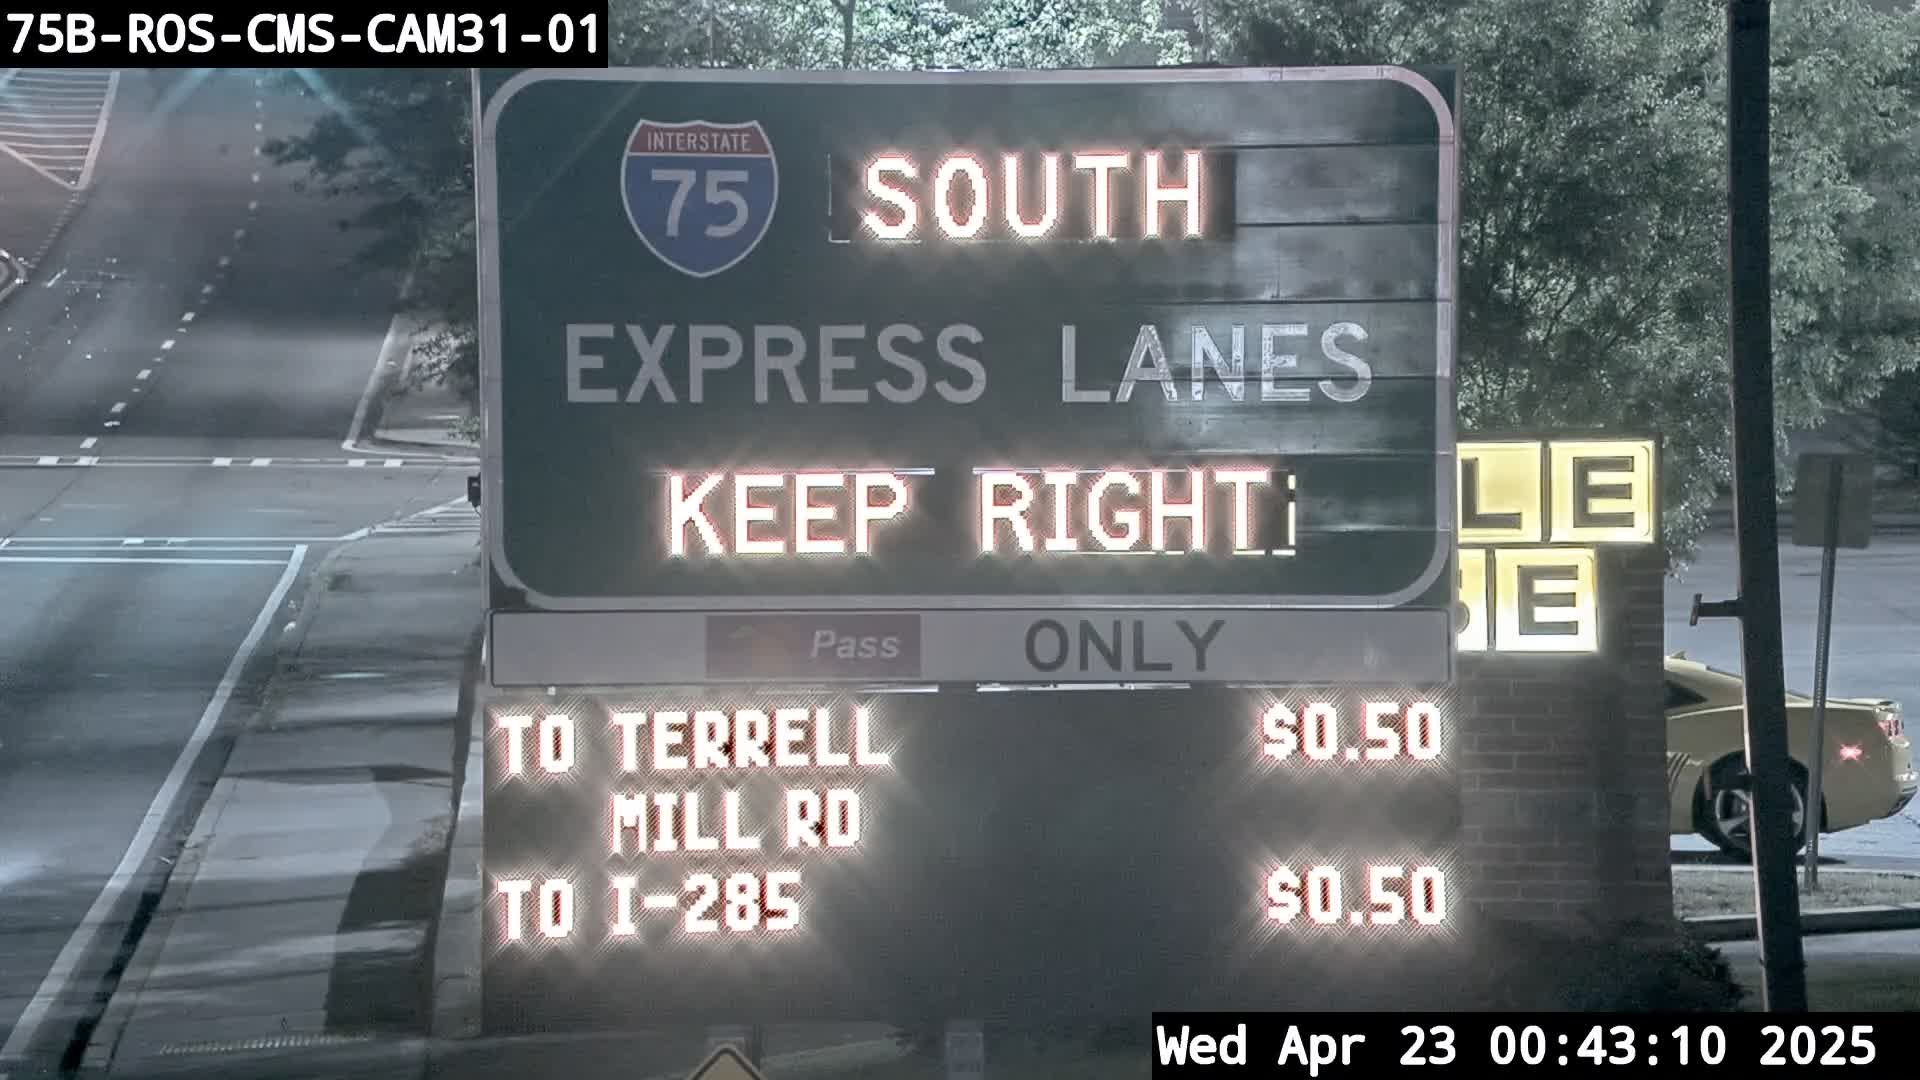 75B-ROS-CMS-CAM31-01
INTERSTATE
75
SOUTH
EXPRESS LANES
KEEP RIGHT
Pass ONLY
TO TERRELL $0.50
MILL RD
TO I-285 $0.50
LE
E
Wed Apr 23 00:43:10 2025